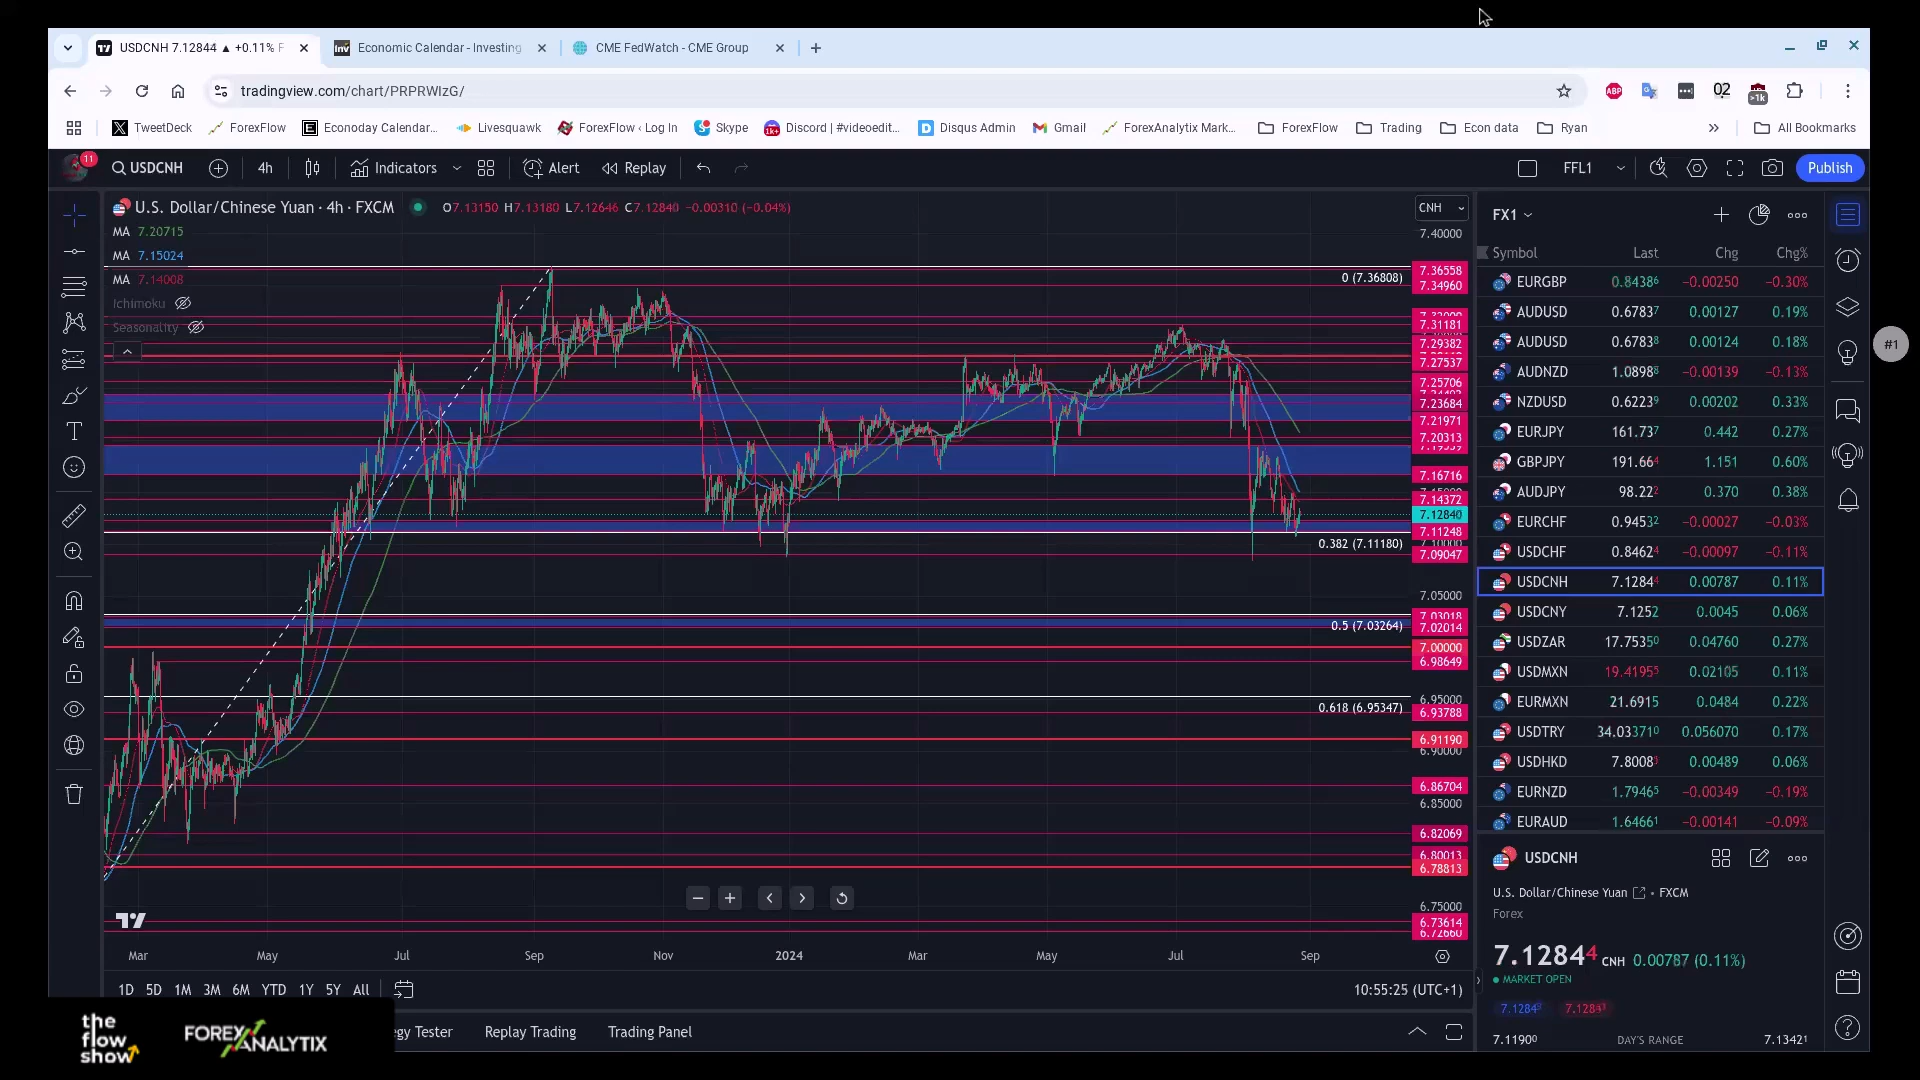 USDCNH 7.12844 ▲ +0.11% F
Economic Calendar - Investing
CME FedWatch - CME Group
tradingview.com/chart/PRPRWIzG/
ABP
02
>1k
TweetDeck
ForexFlow
Econoday Calendar...
Livesquawk
ForexFlow ‹ Log In
Skype
Discord | #videoedit...
Disqus Admin
Gmail
ForexAnalytix Mark...
ForexFlow
Trading
Econ data
Ryan
All Bookmarks
11
USDCNH
4h
Indicators
Alert
Replay
FFL1
Publish
U.S. Dollar/Chinese Yuan · 4h · FXCM
O7.13150 H7.13180 L7.12646 C7.12840 −0.00310 (−0.04%)
MA 7.20715
MA 7.15024
MA 7.14008
Ichimoku
Seasonality
CNH
7.40000
0 (7.36808)
7.36558
7.34960
7.31181
7.29382
7.27537
7.25706
7.23684
7.21971
7.20313
7.16716
7.14372
7.12840
7.11248
0.382 (7.11180)
7.09047
7.05000
7.03018
0.5 (7.03264)
7.02014
7.00000
6.98649
6.95000
0.618 (6.95347)
6.93788
6.91190
6.90000
6.86704
6.85000
6.82069
6.80013
6.78813
6.75000
6.73614
6.72660
Mar May Jul Sep Nov 2024 Mar May Jul Sep
1D 5D 1M 3M 6M YTD 1Y 5Y All
10:55:25 (UTC+1)
egy Tester
Replay Trading
Trading Panel
the
flow
show
FOREX ANALYTIX
FX1
Symbol Last Chg Chg%
EURGBP 0.84386 −0.00250 −0.30%
AUDUSD 0.67837 0.00127 0.19%
AUDUSD 0.67838 0.00124 0.18%
AUDNZD 1.08988 −0.00139 −0.13%
NZDUSD 0.62239 0.00202 0.33%
EURJPY 161.737 0.442 0.27%
GBPJPY 191.664 1.151 0.60%
AUDJPY 98.222 0.370 0.38%
EURCHF 0.94532 −0.00027 −0.03%
USDCHF 0.84624 −0.00097 −0.11%
USDCNH 7.12844 0.00787 0.11%
USDCNY 7.1252 0.0045 0.06%
USDZAR 17.75350 0.04760 0.27%
USDMXN 19.41955 0.02105 0.11%
EURMXN 21.6915 0.0484 0.22%
USDTRY 34.033710 0.056070 0.17%
USDHKD 7.8008 0.00489 0.06%
EURNZD 1.79465 −0.00349 −0.19%
EURAUD 1.64661 −0.00141 −0.09%
USDCNH
U.S. Dollar/Chinese Yuan • FXCM
Forex
7.12844 CNH 0.00787 (0.11%)
MARKET OPEN
7.11900 DAY'S RANGE 7.13421
#1